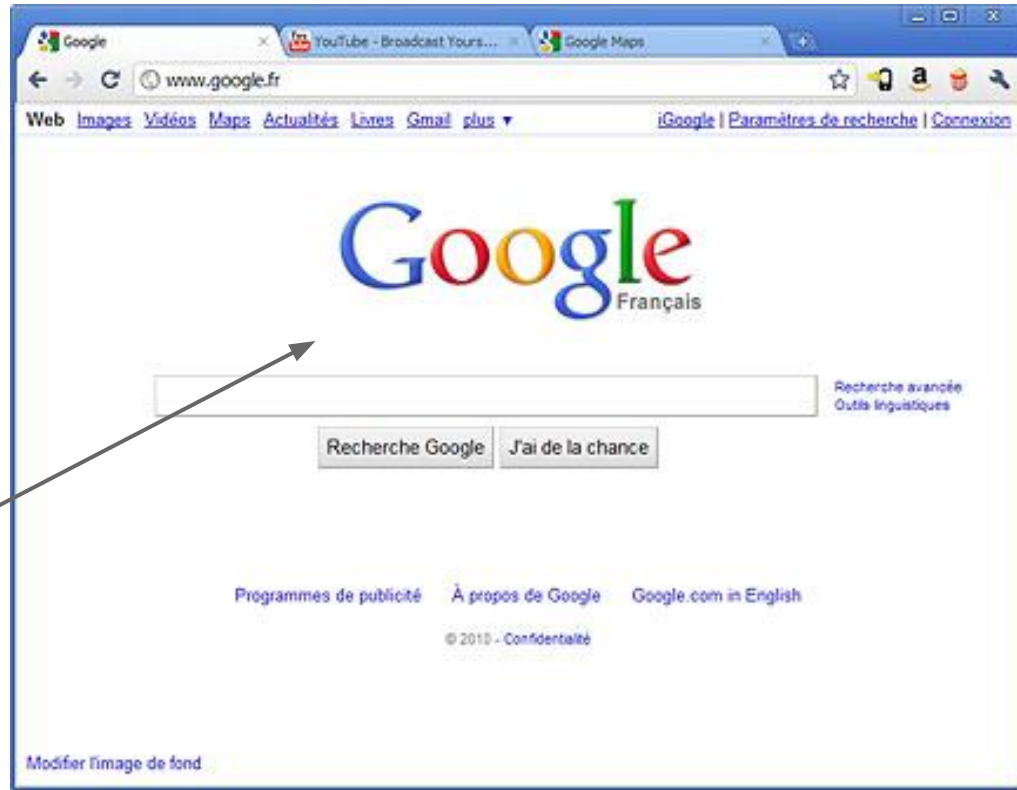 Google YouTube - Broadcast Yours... Google Maps
www.google.fr
Web Images Vidéos Maps Actualités Livres Gmail plus ▼ iGoogle | Paramètres de recherche | Connexion
Google
Français
Recherche avancée
Outils linguistiques
Recherche Google J'ai de la chance
Programmes de publicité À propos de Google Google.com in English
© 2010 - Confidentialité
Modifier l'image de fond